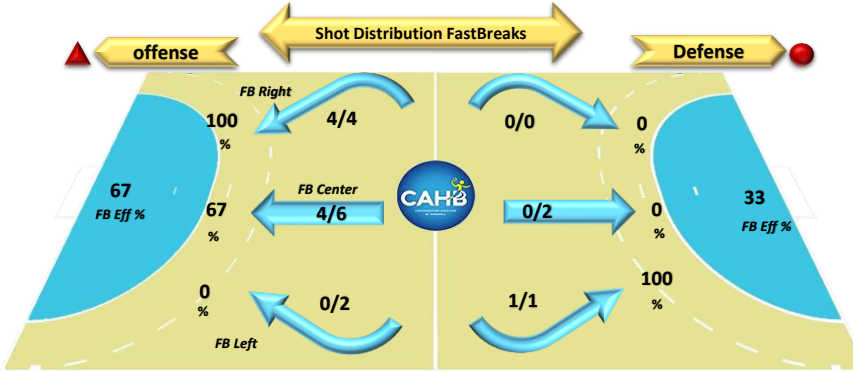 Shot Distribution FastBreaks
offense
Defense
FB Right
100
%
4/4
0/0
0
%
67
FB Eff %
67
%
FB Center
4/6
CAHB
0/2
0
%
33
FB Eff %
0
%
0/2
FB Left
1/1
100
%